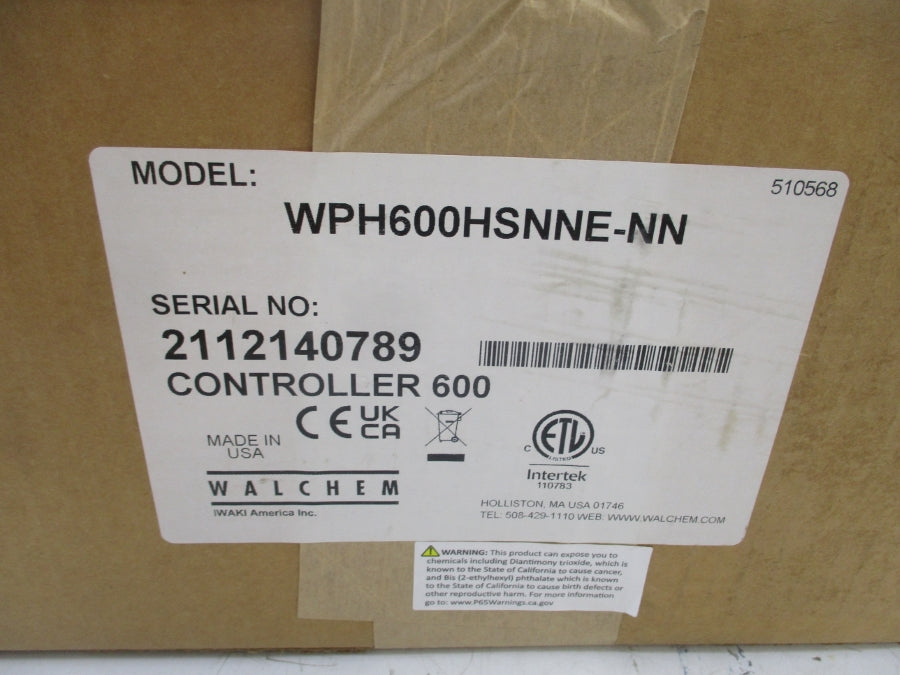 MODEL:
510568
WPH600HSNNE-NN
SERIAL NO:
2112140789
CONTROLLER 600
CE UK CA
MADE IN
USA
C ETL US
LISTED
Intertek
110783
WALCHEM
IWAKI America Inc.
HOLLISTON, MA USA 01746
TEL: 508-429-1110 WEB: WWW.WALCHEM.COM
WARNING: This product can expose you to
chemicals including Diantimony trioxide, which is
known to the State of California to cause cancer,
and Bis (2-ethylhexyl) phthalate which is known
to the State of California to cause birth defects or
other reproductive harm. For more information
go to: www.P65Warnings.ca.gov